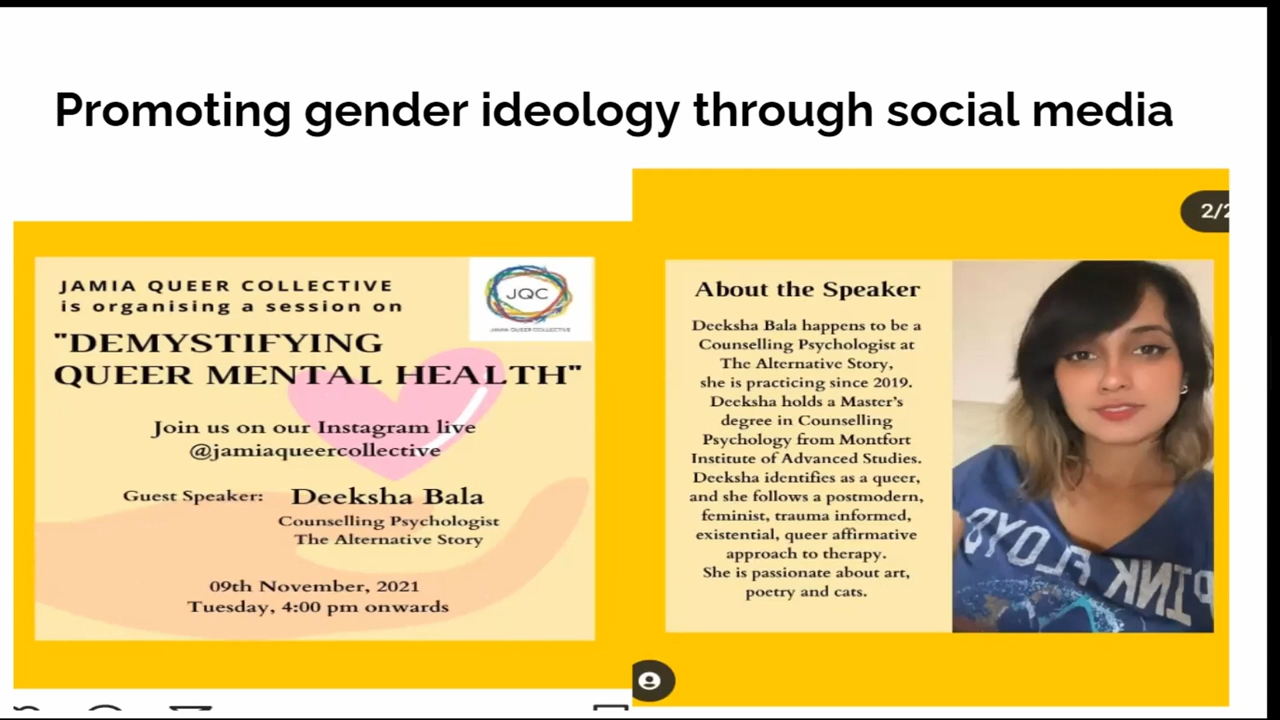 Promoting gender ideology through social media
JAMIA QUEER COLLECTIVE
is organising a session on
JQC
JAMIA QUEER COLLECTIVE
"DEMYSTIFYING
QUEER MENTAL HEALTH"
Join us on our Instagram live
@jamiaqueercollective
Guest Speaker: Deeksha Bala
Counselling Psychologist
The Alternative Story
09th November, 2021
Tuesday, 4:00 pm onwards
2/2
About the Speaker
Deeksha Bala happens to be a
Counselling Psychologist at
The Alternative Story,
she is practicing since 2019.
Deeksha holds a Master's
degree in Counselling
Psychology from Montfort
Institute of Advanced Studies.
Deeksha identifies as a queer,
and she follows a postmodern,
feminist, trauma informed,
existential, queer affirmative
approach to therapy.
She is passionate about art,
poetry and cats.
PINK FLOYD